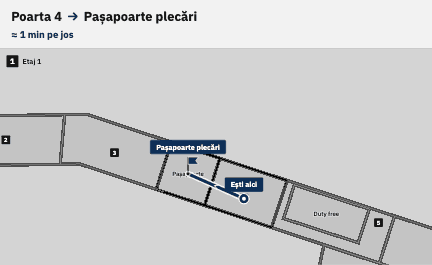 Poarta 4 → Pașapoarte plecări
≈ 1 min pe jos
1 Etaj 1
2
3
Pașapoarte plecări
Ești aici
Duty free
5